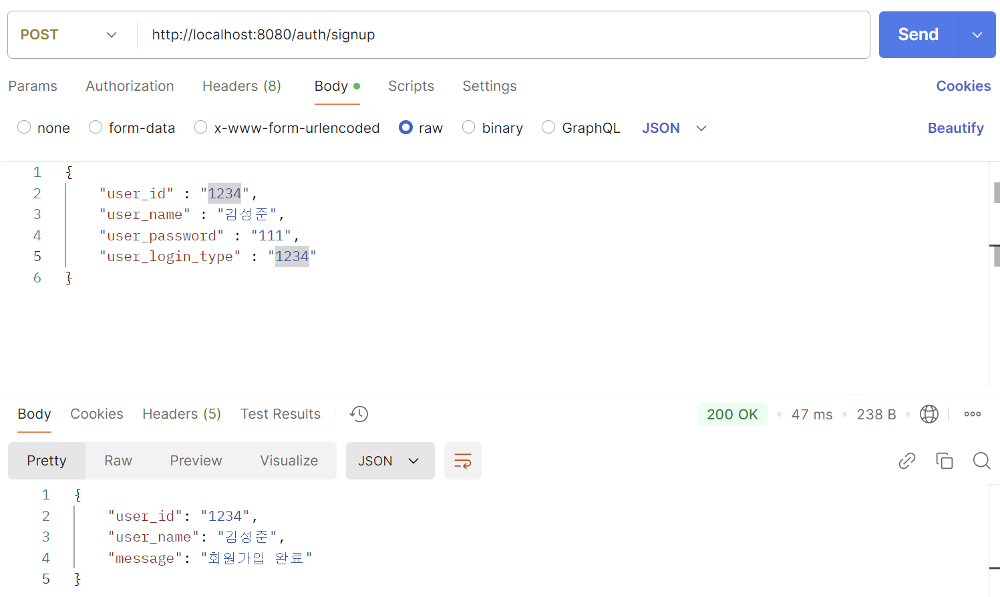 POST http://localhost:8080/auth/signup Send
Params Authorization Headers (8) Body Scripts Settings Cookies
none form-data x-www-form-urlencoded raw binary GraphQL JSON Beautify
1 {
2 "user_id" : "1234",
3 "user_name" : "김성준",
4 "user_password" : "111",
5 "user_login_type" : "1234"
6 }
Body Cookies Headers (5) Test Results 200 OK 47 ms 238 B
Pretty Raw Preview Visualize JSON
1 {
2 "user_id": "1234",
3 "user_name": "김성준",
4 "message": "회원가입 완료"
5 }